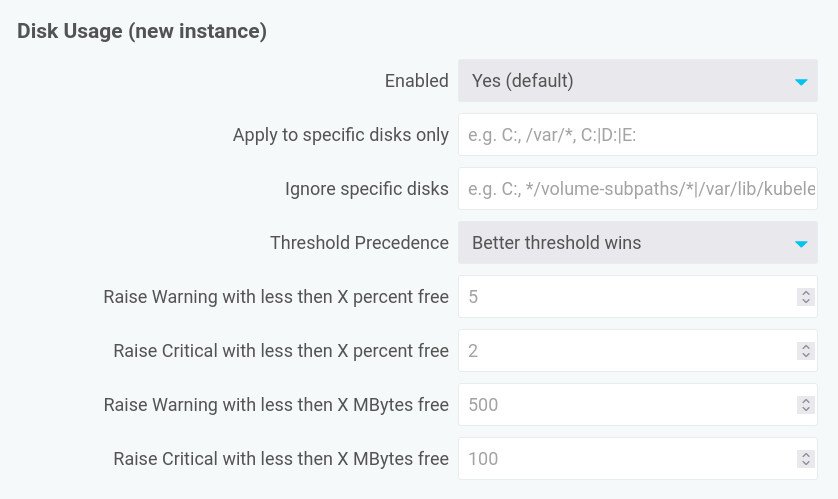 Disk Usage (new instance)
Enabled Yes (default)
Apply to specific disks only e.g. C:, /var/*, C:|D:|E:
Ignore specific disks e.g. C:, */volume-subpaths/*|/var/lib/kubele
Threshold Precedence Better threshold wins
Raise Warning with less then X percent free 5
Raise Critical with less then X percent free 2
Raise Warning with less then X MBytes free 500
Raise Critical with less then X MBytes free 100